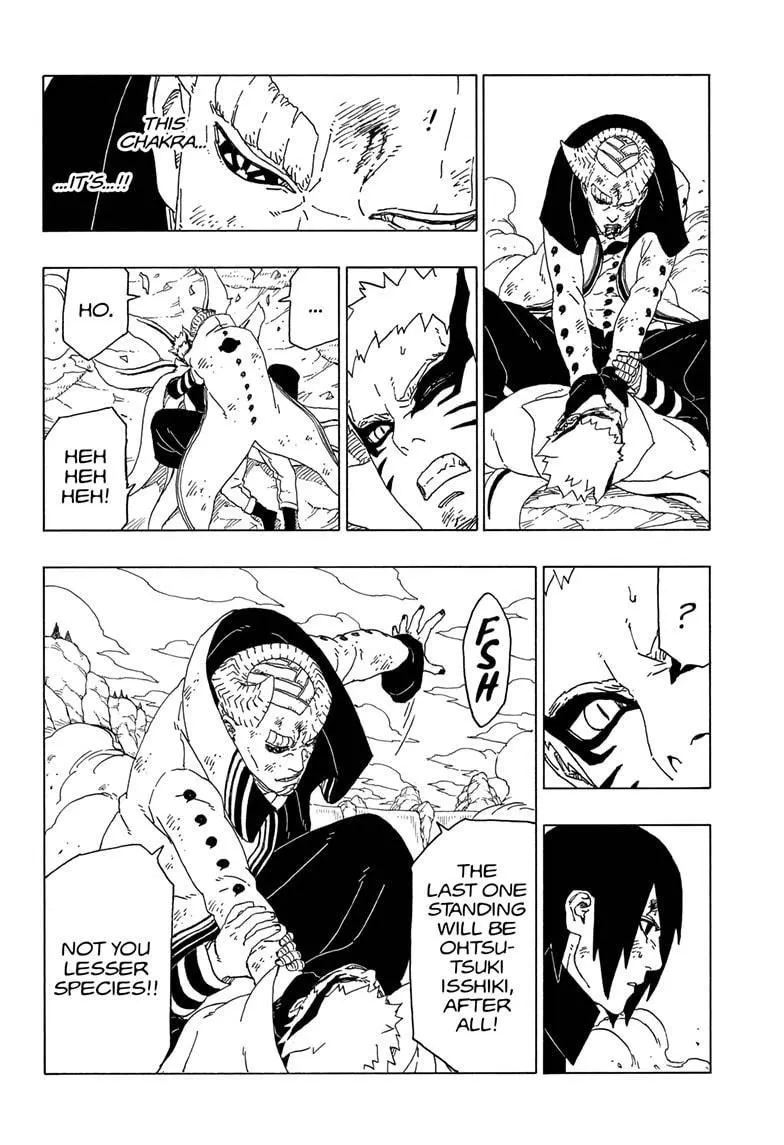 !
THIS
CHAKRA...
...IT'S...!!
...
HO.
HEH
HEH
HEH!
?
FSH
THE
LAST ONE
STANDING
WILL BE
OHTSU-
TSUKI
ISSHIKI,
AFTER
ALL!
NOT YOU
LESSER
SPECIES!!